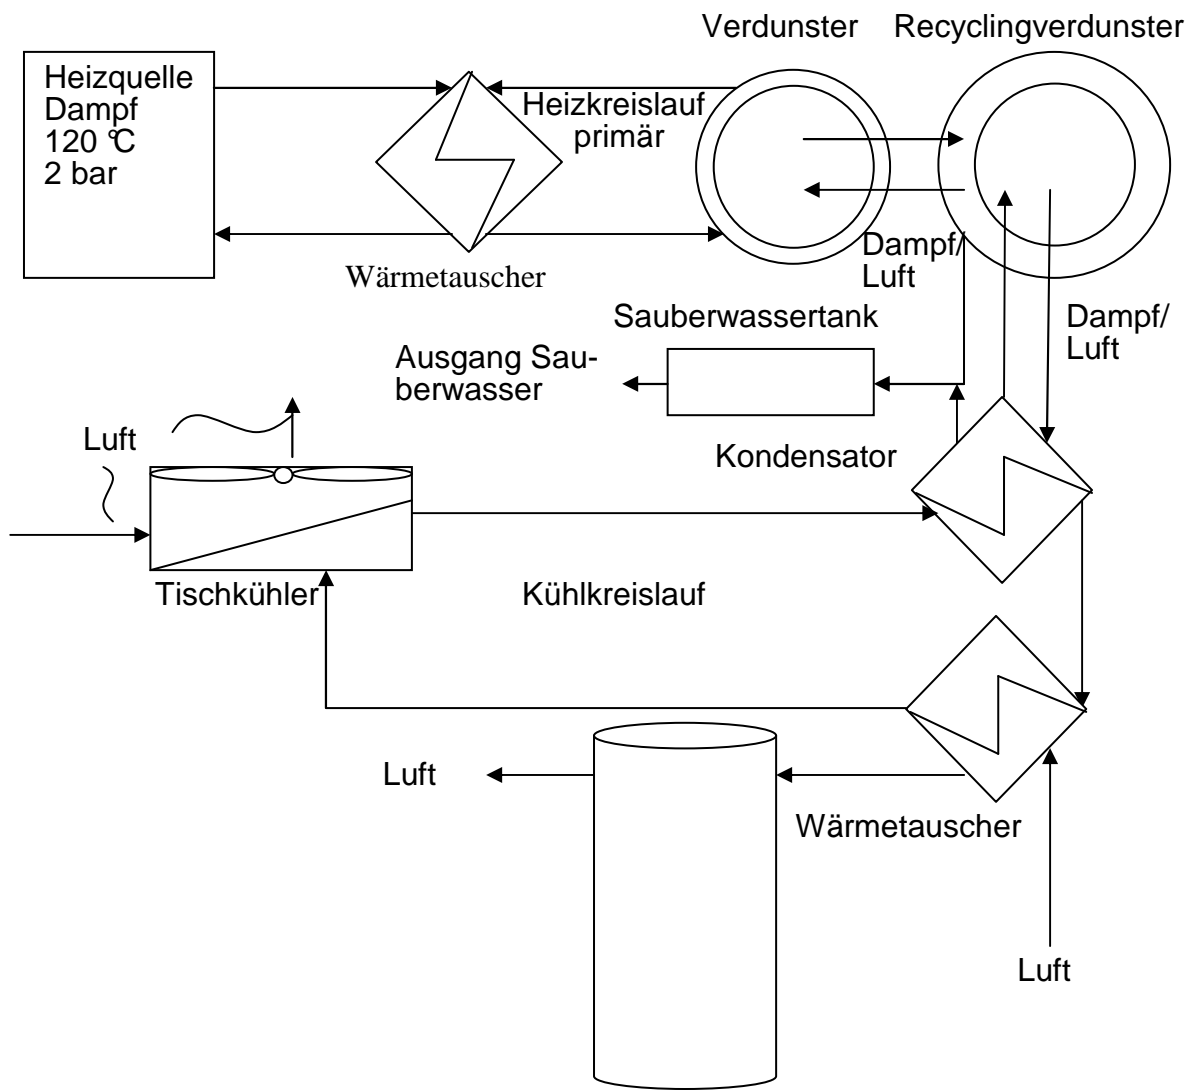 Verdunster
Recyclingverdunster
Heizquelle
Dampf
120 °C
2 bar
Heizkreislauf
primär
Wärmetauscher
Dampf/
Luft
Dampf/
Luft
Sauberwassertank
Ausgang Sau-
berwasser
Luft
Kondensator
Tischkühler
Kühlkreislauf
Luft
Wärmetauscher
Luft